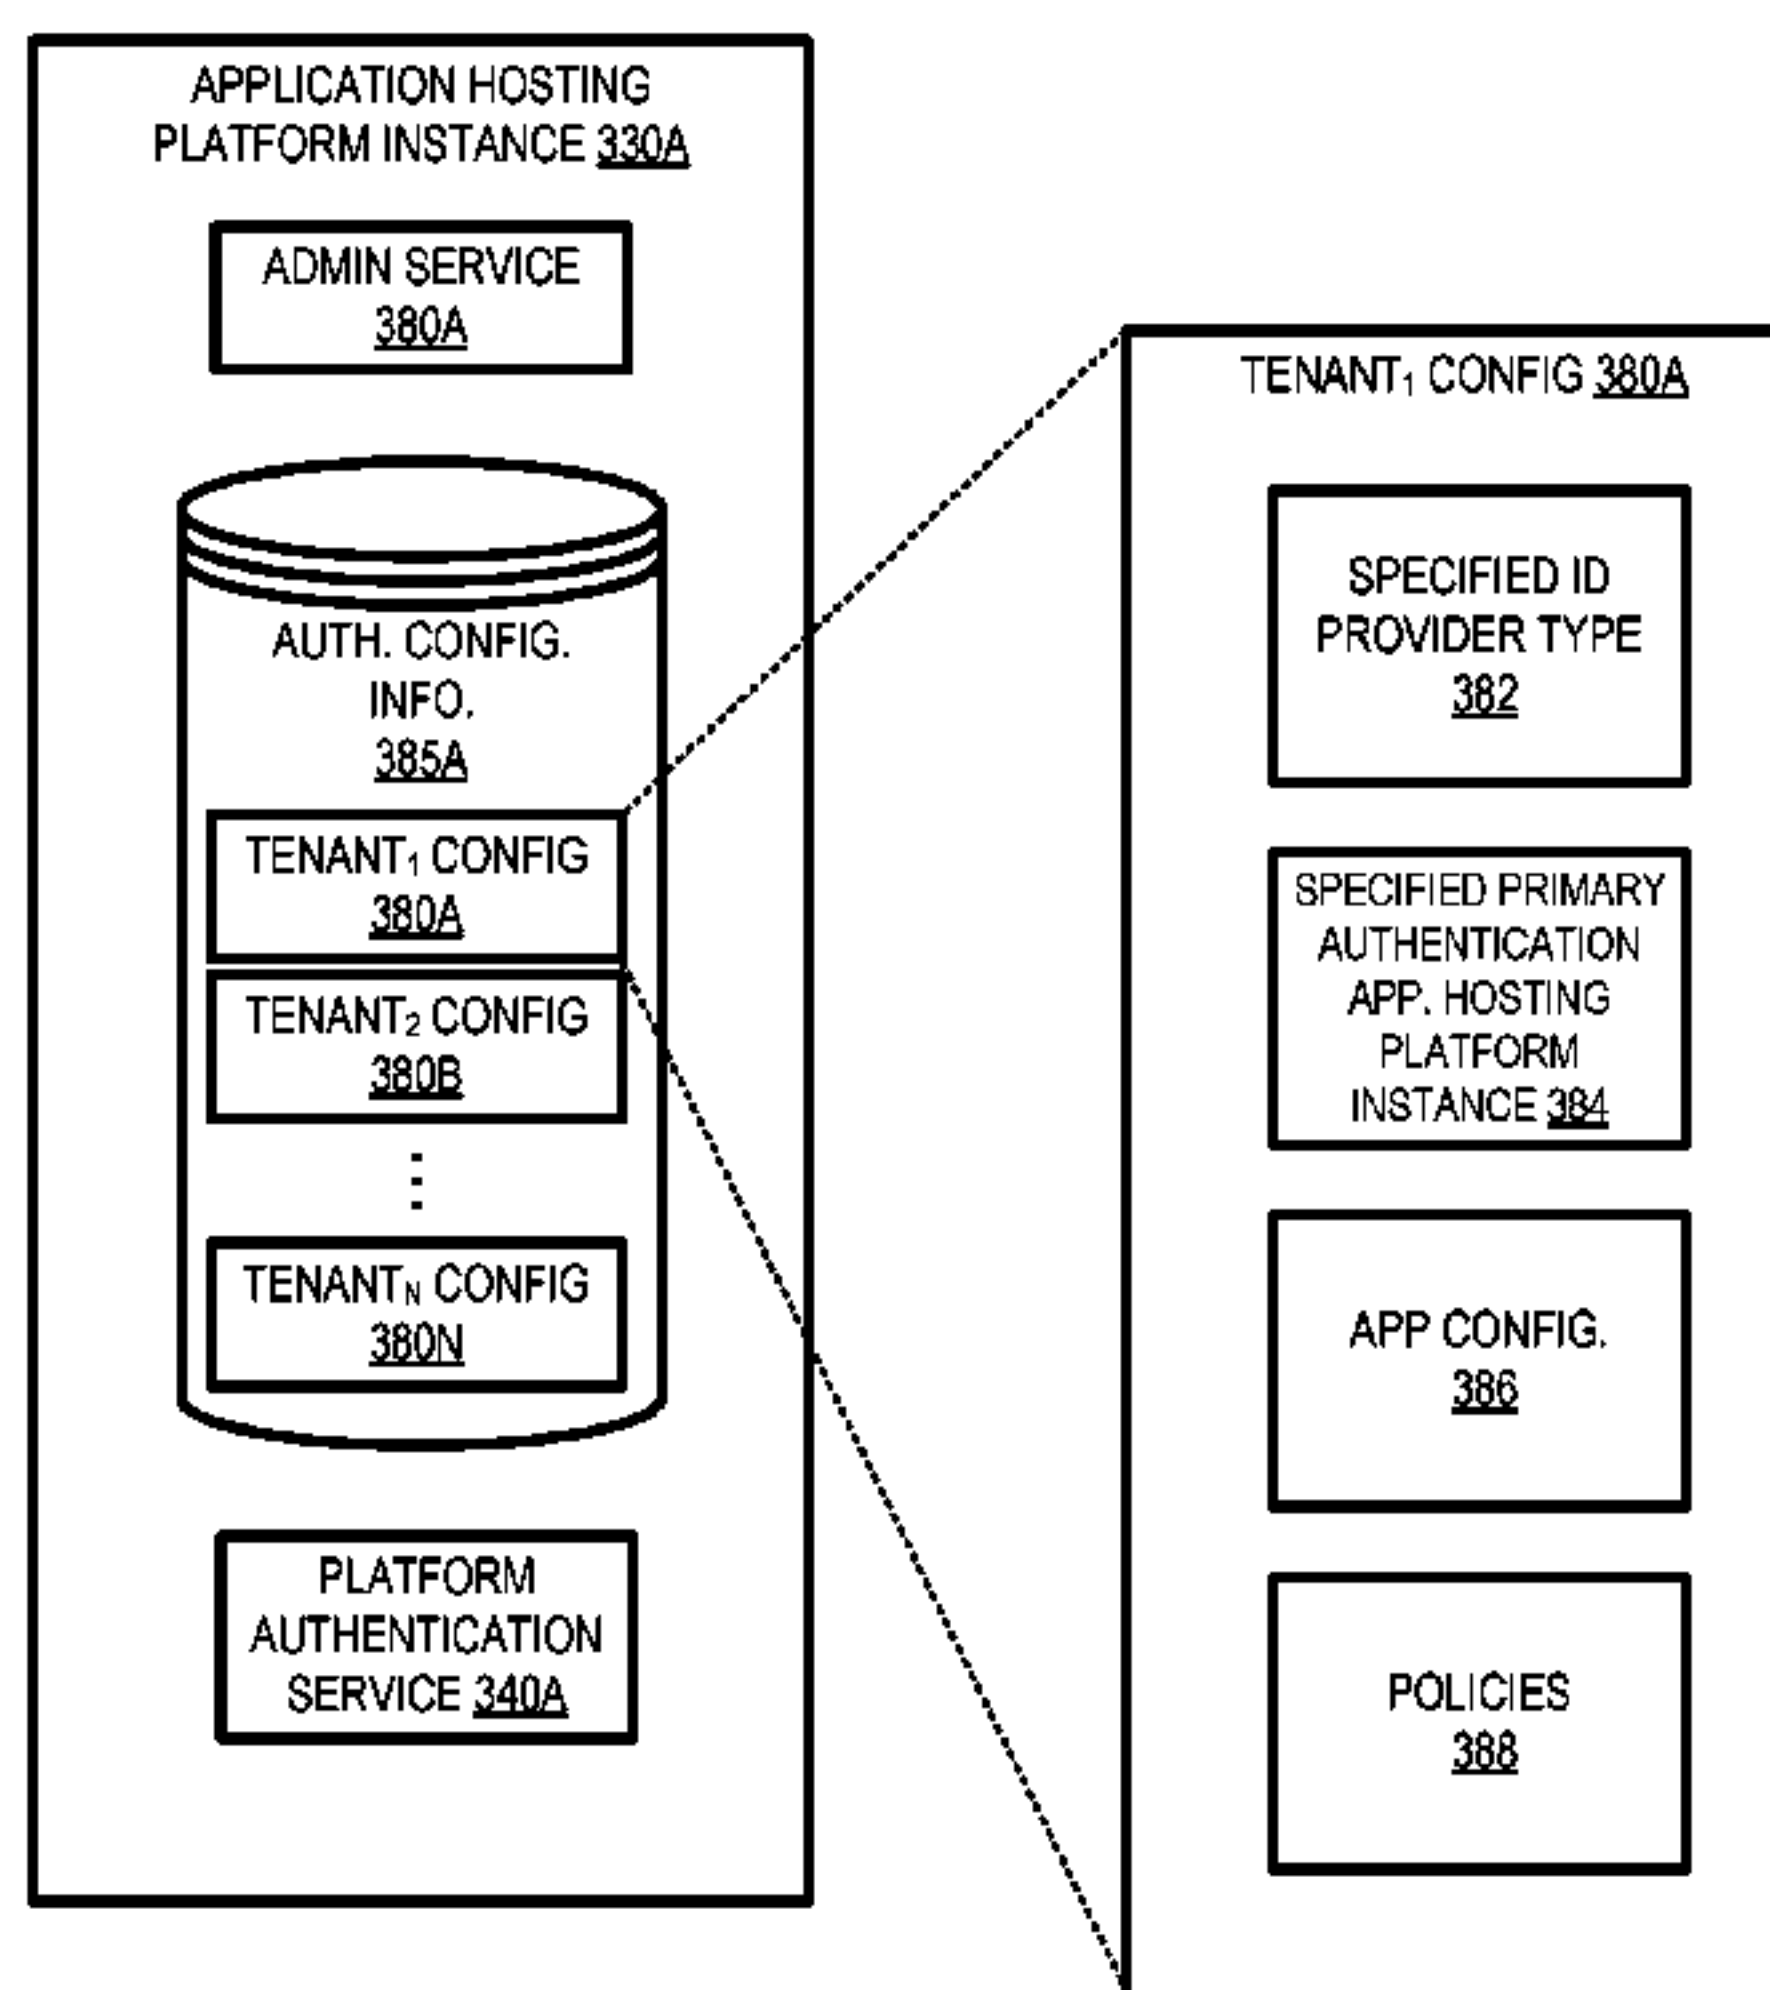 APPLICATION HOSTING
PLATFORM INSTANCE 330A
ADMIN SERVICE
380A
AUTH. CONFIG.
INFO.
385A
TENANT₁ CONFIG
380A
TENANT₂ CONFIG
380B
TENANTN CONFIG
380N
PLATFORM
AUTHENTICATION
SERVICE 340A
TENANT₁ CONFIG 380A
SPECIFIED ID
PROVIDER TYPE
382
SPECIFIED PRIMARY
AUTHENTICATION
APP. HOSTING
PLATFORM
INSTANCE 384
APP CONFIG.
386
POLICIES
388